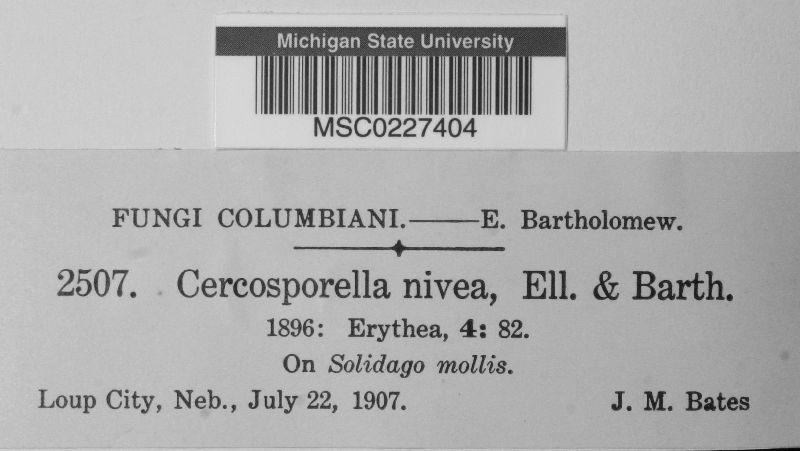 Michigan State University
MSC0227404
FUNGI COLUMBIANI.——E. Bartholomew.
2507. Cercosporella nivea, Ell. & Barth.
1896: Erythea, 4: 82.
On Solidago mollis.
Loup City, Neb., July 22, 1907. J. M. Bates